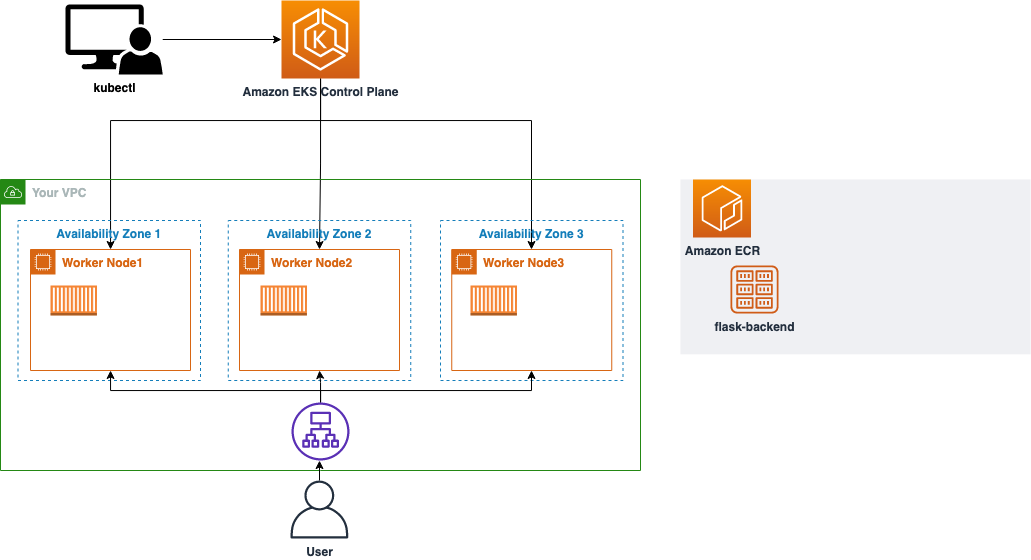 kubectl
Amazon EKS Control Plane
Your VPC
Availability Zone 1
Availability Zone 2
Availability Zone 3
Worker Node1
Worker Node2
Worker Node3
Amazon ECR
flask-backend
User